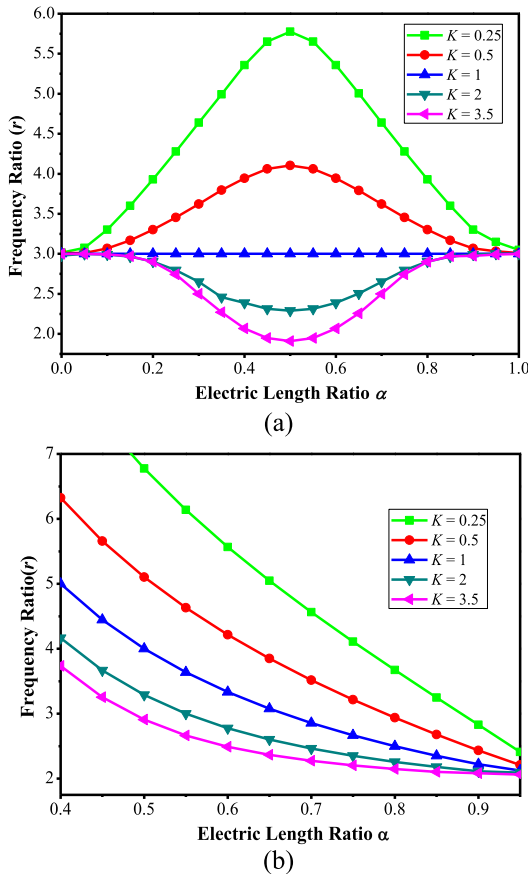 (a)
6.0
5.5
5.0
4.5
4.0
3.5
3.0
2.5
2.0
Frequency Ratio (r)
K = 0.25
K = 0.5
K = 1
K = 2
K = 3.5
0.0 0.2 0.4 0.6 0.8 1.0
Electric Length Ratio α
(a)
7
6
5
4
3
2
Frequency Ratio(r)
K = 0.25
K = 0.5
K = 1
K = 2
K = 3.5
0.4 0.5 0.6 0.7 0.8 0.9
Electric Length Ratio α
(b)